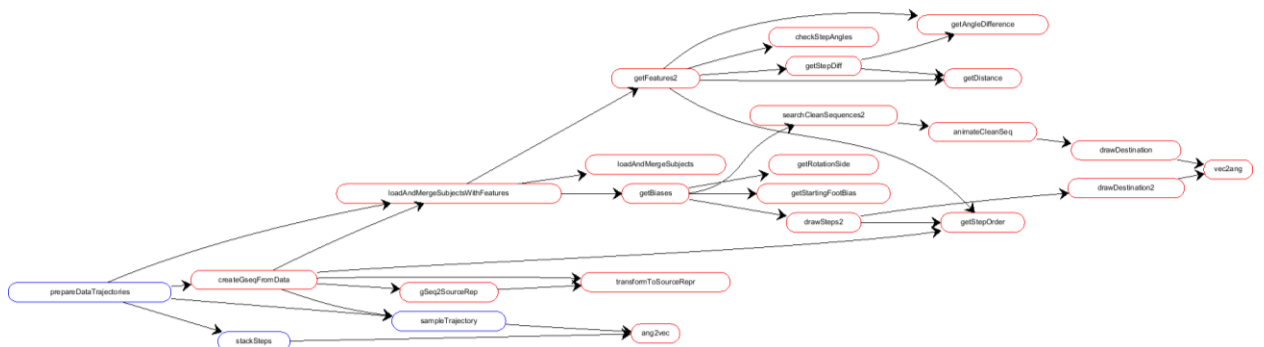 getAngleDifference
checkStepAngles
getStepDiff
getFeatures2
getDistance
searchCleanSequences2
animateCleanSeq
drawDestination
loadAndMergeSubjects
getRotationSide
vec2ang
loadAndMergeSubjectsWithFeatures
getBiases
getStartingFootBias
drawDestination2
drawSteps2
getStepOrder
createGseqFromData
transformToSourceRepr
prepareDataTrajectories
gSeq2SourceRep
sampleTrajectory
ang2vec
stackSteps